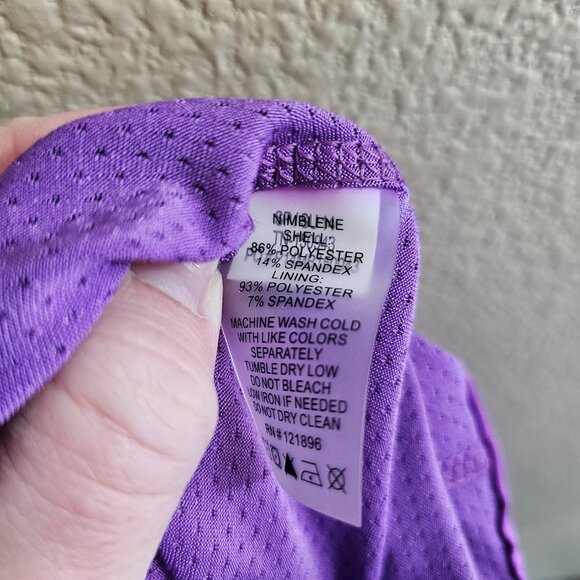 NIMBLENE
SHELL:
86% POLYESTER
14% SPANDEX
LINING:
93% POLYESTER
7% SPANDEX
MACHINE WASH COLD
WITH LIKE COLORS
SEPARATELY
TUMBLE DRY LOW
DO NOT BLEACH
LOW IRON IF NEEDED
DO NOT DRY CLEAN
RN# 121896